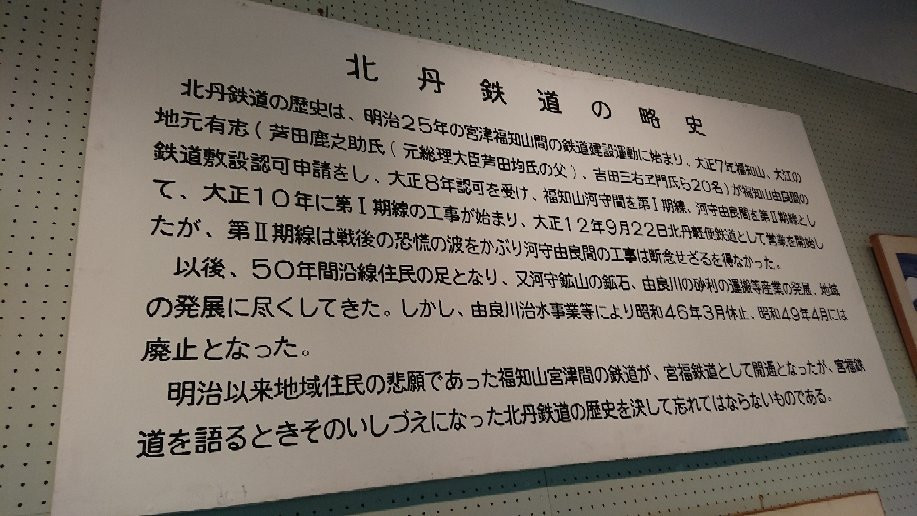 北丹鉄道の略史
北丹鉄道の歴史は、明治25年の宮津福知山間の鉄道建設運動に始まり、大正7年福知山、大江の
地元有志（芦田鹿之助氏（元総理大臣芦田均氏の父）、吉田三右ヱ門氏ら20名）が福知山由良間の
鉄道敷設認可申請をし、大正8年認可を受け、福知山河守間を第Ⅰ期線、河守由良間を第Ⅱ期線とし
て、大正10年に第Ⅰ期線の工事が始まり、大正12年9月22日北丹軽便鉄道として営業を開始し
たが、第Ⅱ期線は戦後の恐慌の波をかぶり河守由良間の工事は断念せざるを得なかった。
以後、50年間沿線住民の足となり、又河守鉱山の鉱石、由良川の砂利の運搬等産業の発展、地域
の発展に尽くしてきた。しかし、由良川治水事業等により昭和46年3月休止、昭和49年4月には
廃止となった。
明治以来地域住民の悲願であった福知山宮津間の鉄道が、宮福鉄道として開通となったが、宮福鉄
道を語るときそのいしづえになった北丹鉄道の歴史を決して忘れてはならないものである。